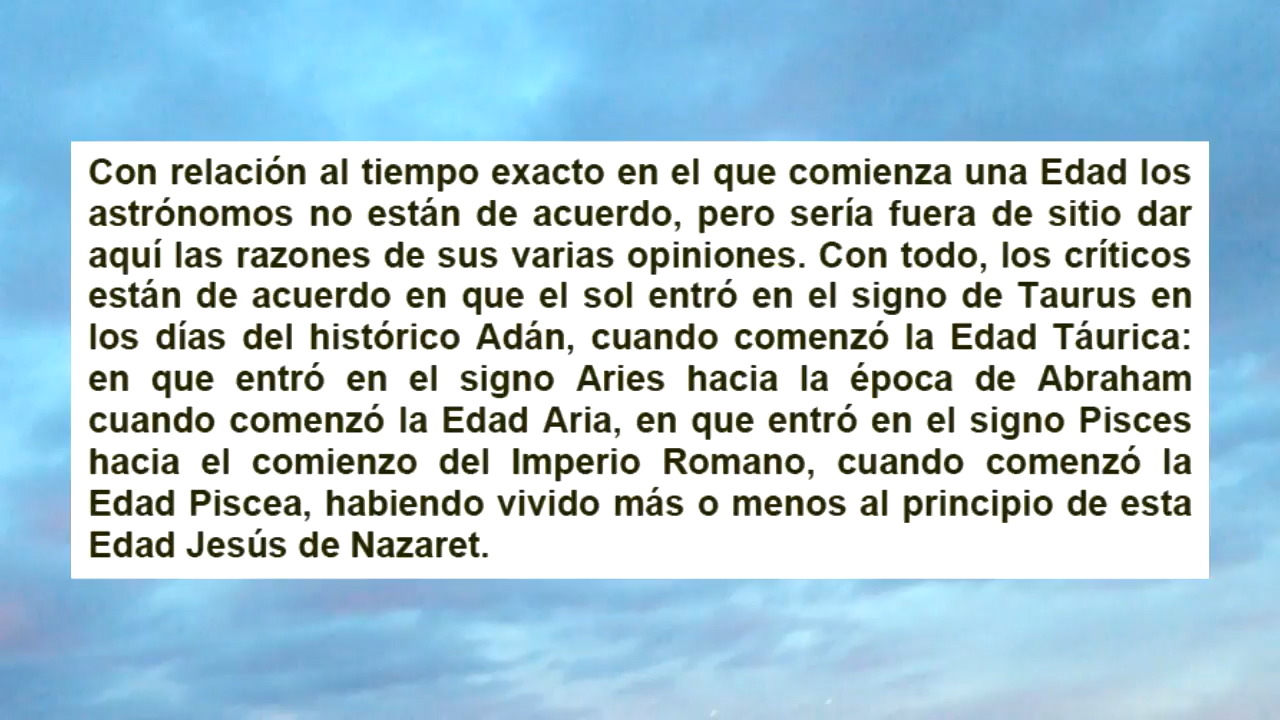 Con relación al tiempo exacto en el que comienza una Edad los
astrónomos no están de acuerdo, pero sería fuera de sitio dar
aquí las razones de sus varias opiniones. Con todo, los críticos
están de acuerdo en que el sol entró en el signo de Taurus en
los días del histórico Adán, cuando comenzó la Edad Táurica:
en que entró en el signo Aries hacia la época de Abraham
cuando comenzó la Edad Aria, en que entró en el signo Pisces
hacia el comienzo del Imperio Romano, cuando comenzó la
Edad Piscea, habiendo vivido más o menos al principio de esta
Edad Jesús de Nazaret.